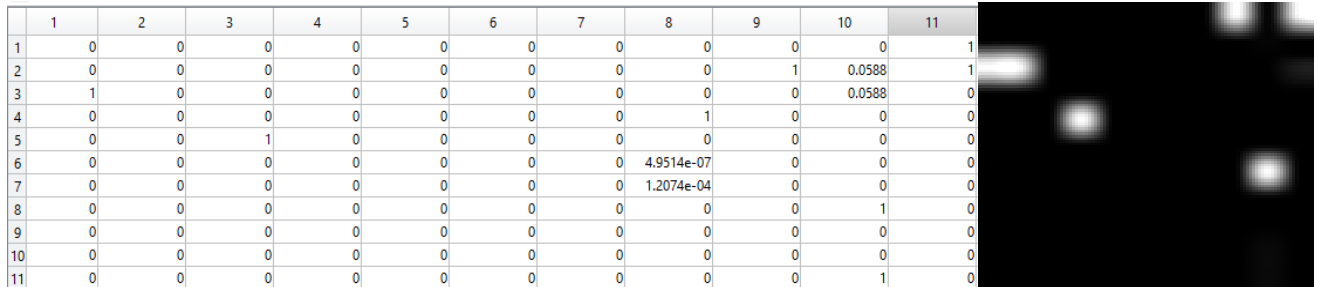 1 2 3 4 5 6 7 8 9 10 11
1 0 0 0 0 0 0 0 0 0 0 1
2 0 0 0 0 0 0 0 0 1 0.0588 1
3 1 0 0 0 0 0 0 0 0 0.0588 0
4 0 0 0 0 0 0 0 1 0 0 0
5 0 0 1 0 0 0 0 0 0 0 0
6 0 0 0 0 0 0 0 4.9514e-07 0 0 0
7 0 0 0 0 0 0 0 1.2074e-04 0 0 0
8 0 0 0 0 0 0 0 0 0 1 0
9 0 0 0 0 0 0 0 0 0 0 0
10 0 0 0 0 0 0 0 0 0 0 0
11 0 0 0 0 0 0 0 0 0 1 0